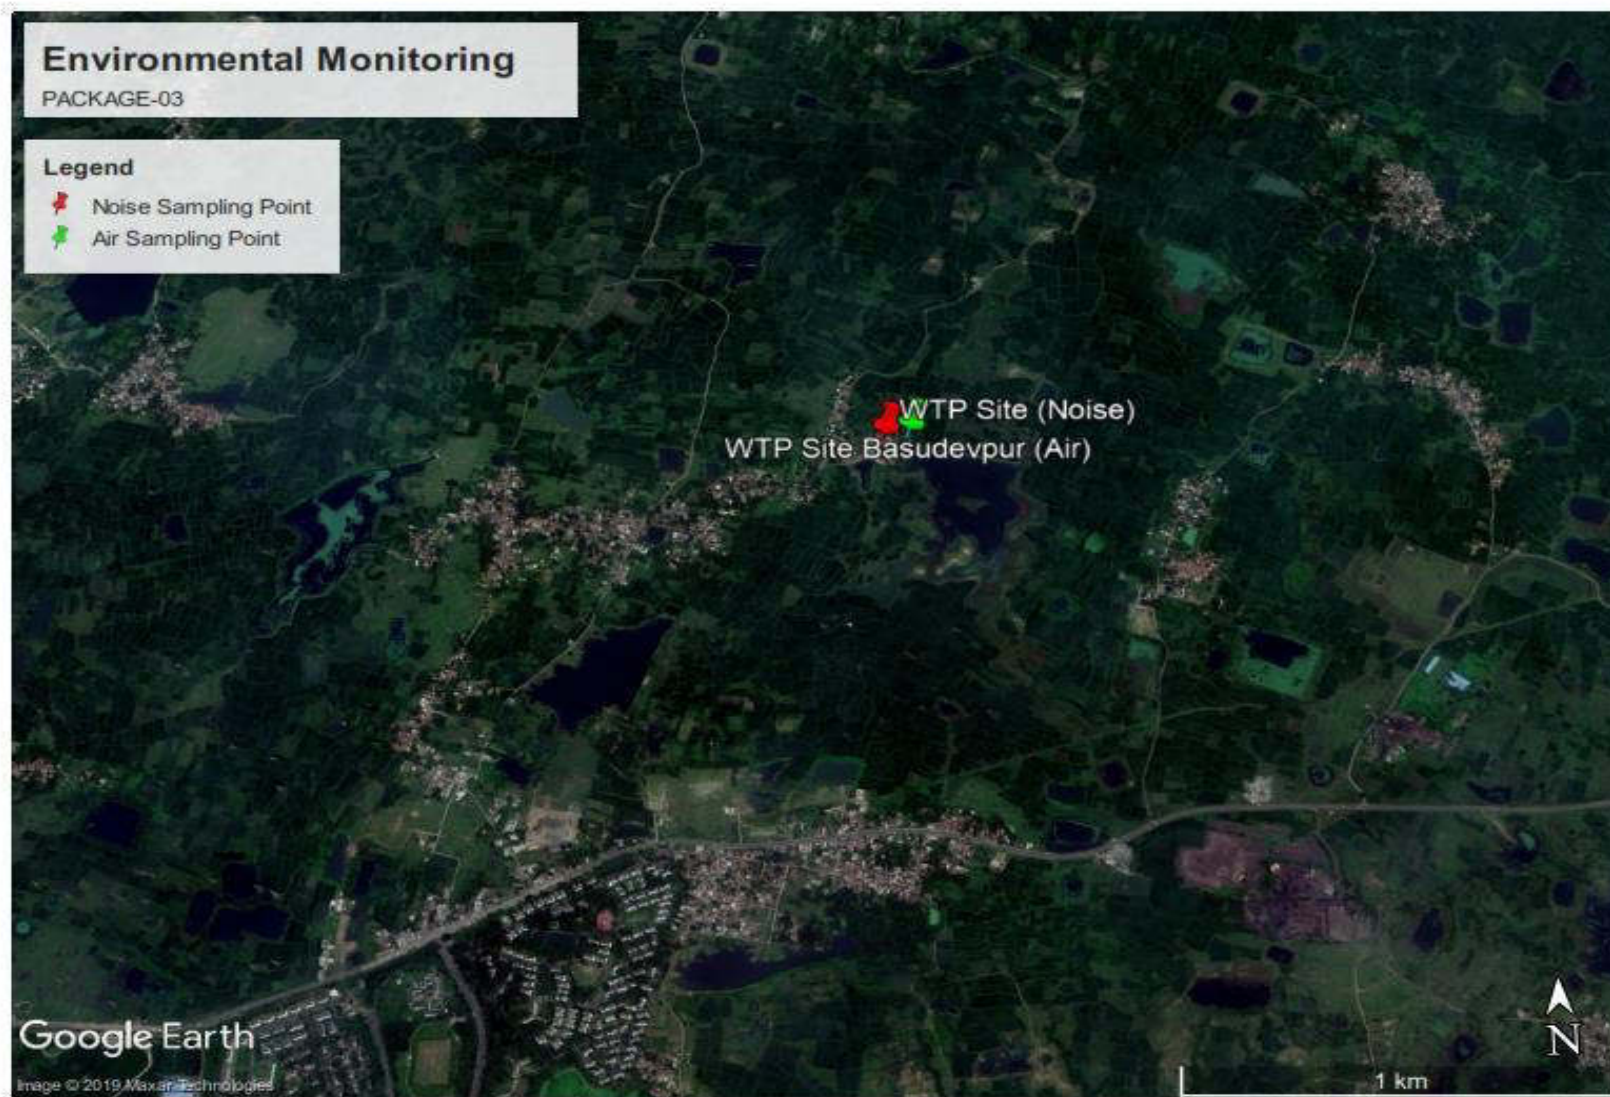 Environmental Monitoring
PACKAGE-03
Legend
Noise Sampling Point
Air Sampling Point
WTP Site (Noise)
WTP Site Basudevpur (Air)
Google Earth
Image © 2019 Maxar Technologies
N
1 km